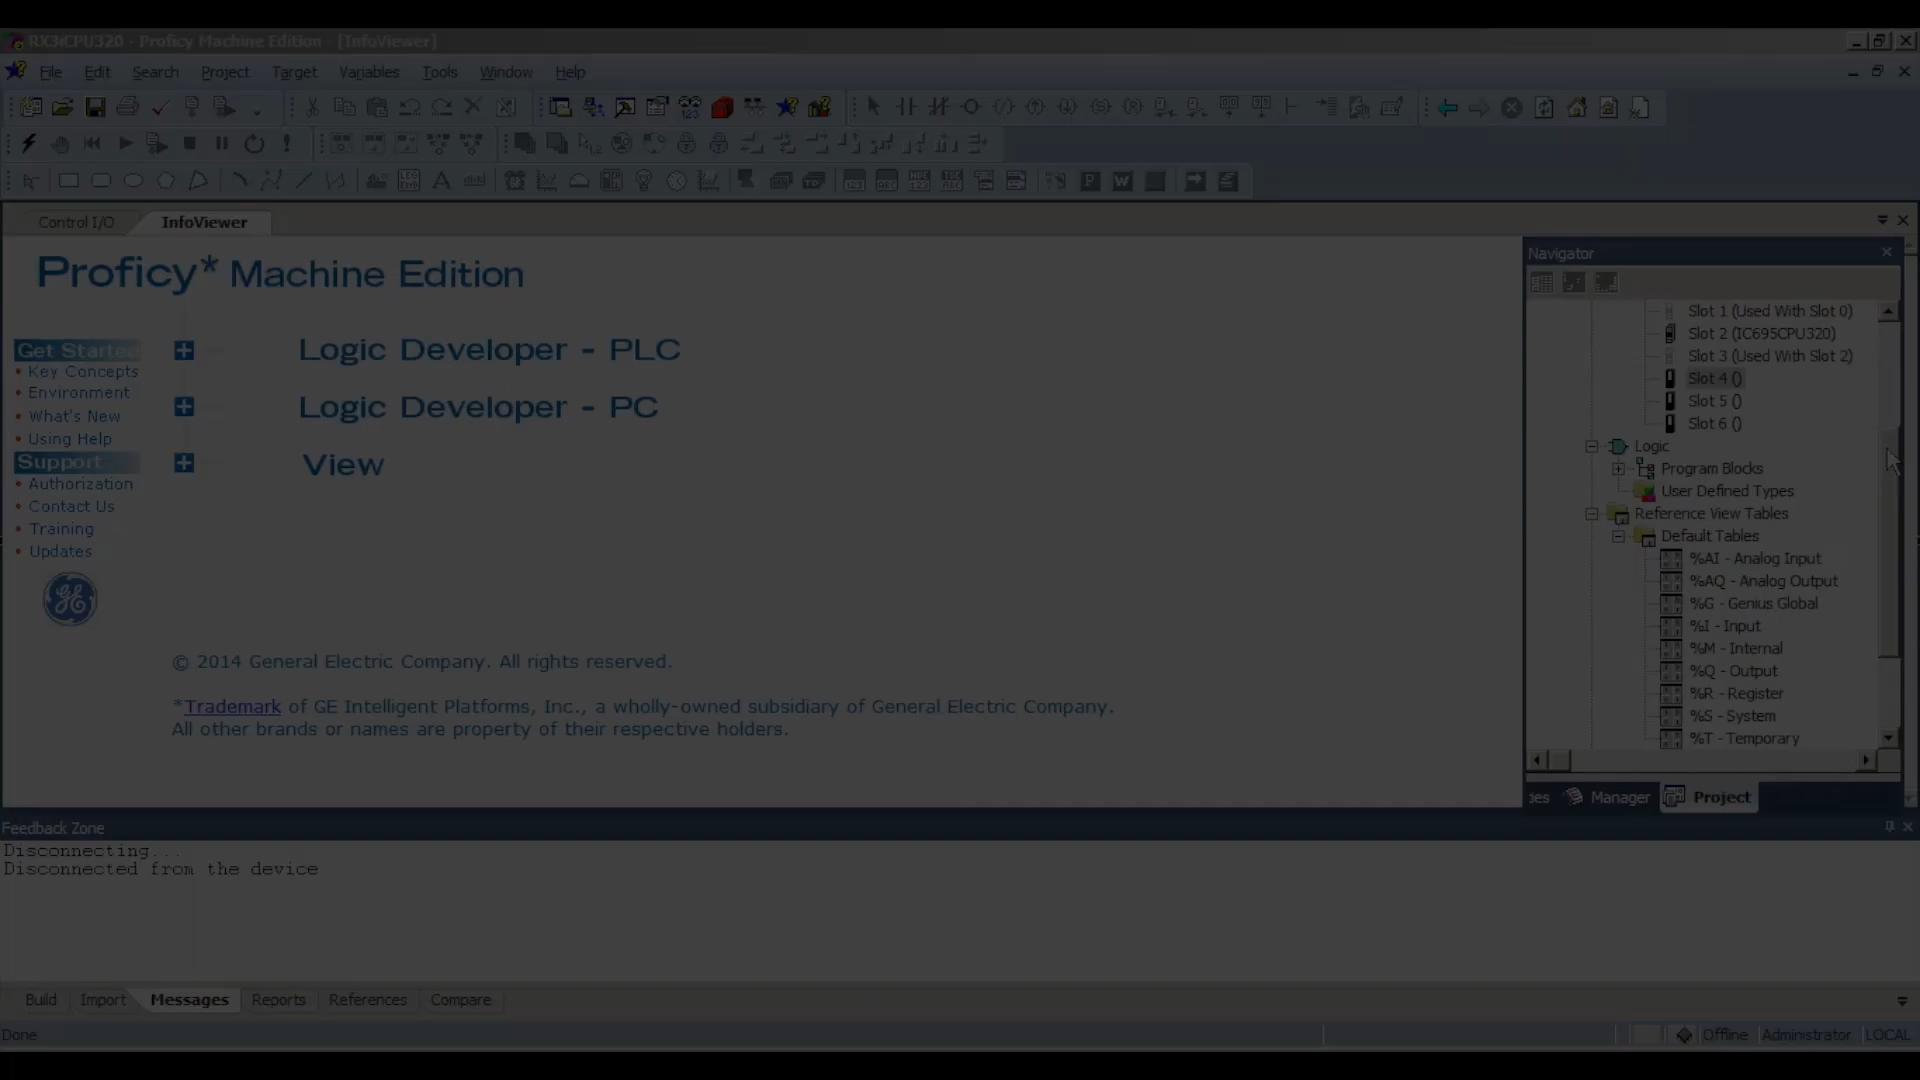 RX3iCPU320 - Proficy Machine Edition - [InfoViewer]
File Edit Search Project Target Variables Tools Window Help
Control I/O InfoViewer
Proficy* Machine Edition
Get Started
• Key Concepts
• Environment
• What's New
• Using Help
Support
• Authorization
• Contact Us
• Training
• Updates
Logic Developer - PLC
Logic Developer - PC
View
© 2014 General Electric Company. All rights reserved.
*Trademark of GE Intelligent Platforms, Inc., a wholly-owned subsidiary of General Electric Company.
All other brands or names are property of their respective holders.
Navigator
Slot 1 (Used With Slot 0)
Slot 2 (IC695CPU320)
Slot 3 (Used With Slot 2)
Slot 4 ()
Slot 5 ()
Slot 6 ()
Logic
Program Blocks
User Defined Types
Reference View Tables
Default Tables
%AI - Analog Input
%AQ - Analog Output
%G - Genius Global
%I - Input
%M - Internal
%Q - Output
%R - Register
%S - System
%T - Temporary
Manager Project
Feedback Zone
Disconnecting...
Disconnected from the device
Build Import Messages Reports References Compare
Done Offline Administrator LOCAL